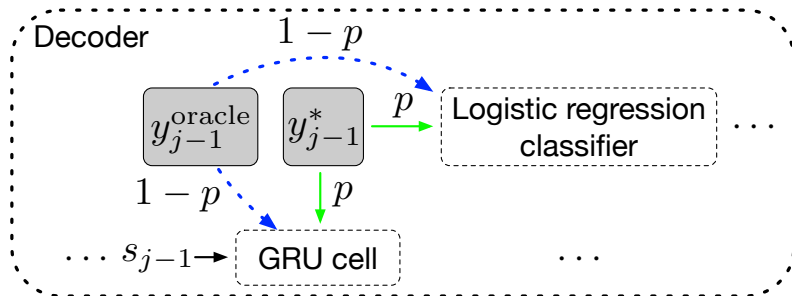 Decoder
1 − p
y_{j−1}^{oracle}
y_{j−1}^{*}
p
Logistic regression
classifier
· · ·
1 − p
p
· · · s_{j−1}
GRU cell
· · ·